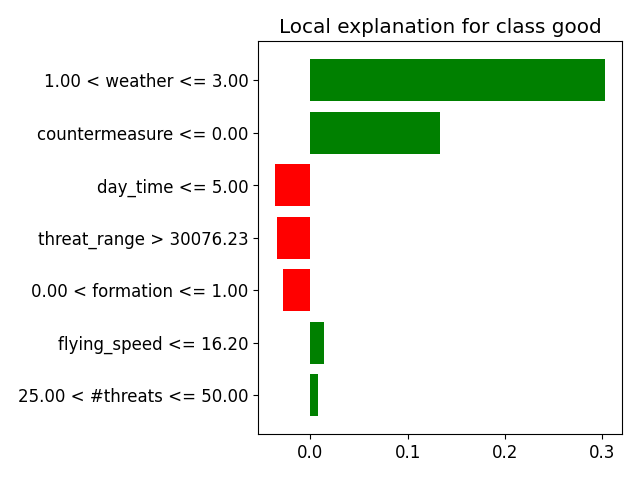 Local explanation for class good
1.00 < weather <= 3.00
countermeasure <= 0.00
day_time <= 5.00
threat_range > 30076.23
0.00 < formation <= 1.00
flying_speed <= 16.20
25.00 < #threats <= 50.00
0.0 0.1 0.2 0.3